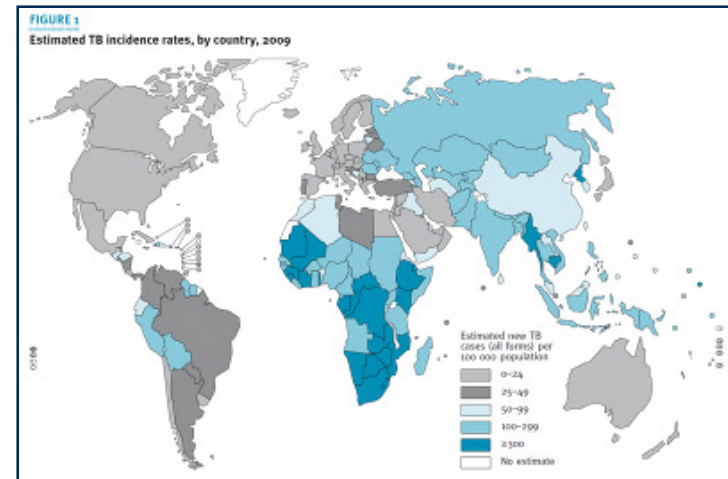 FIGURE 1
Estimated TB incidence rates, by country, 2009
Estimated new TB
cases (all forms) per
100 000 population
0–24
25–49
50–99
100–299
≥300
No estimate